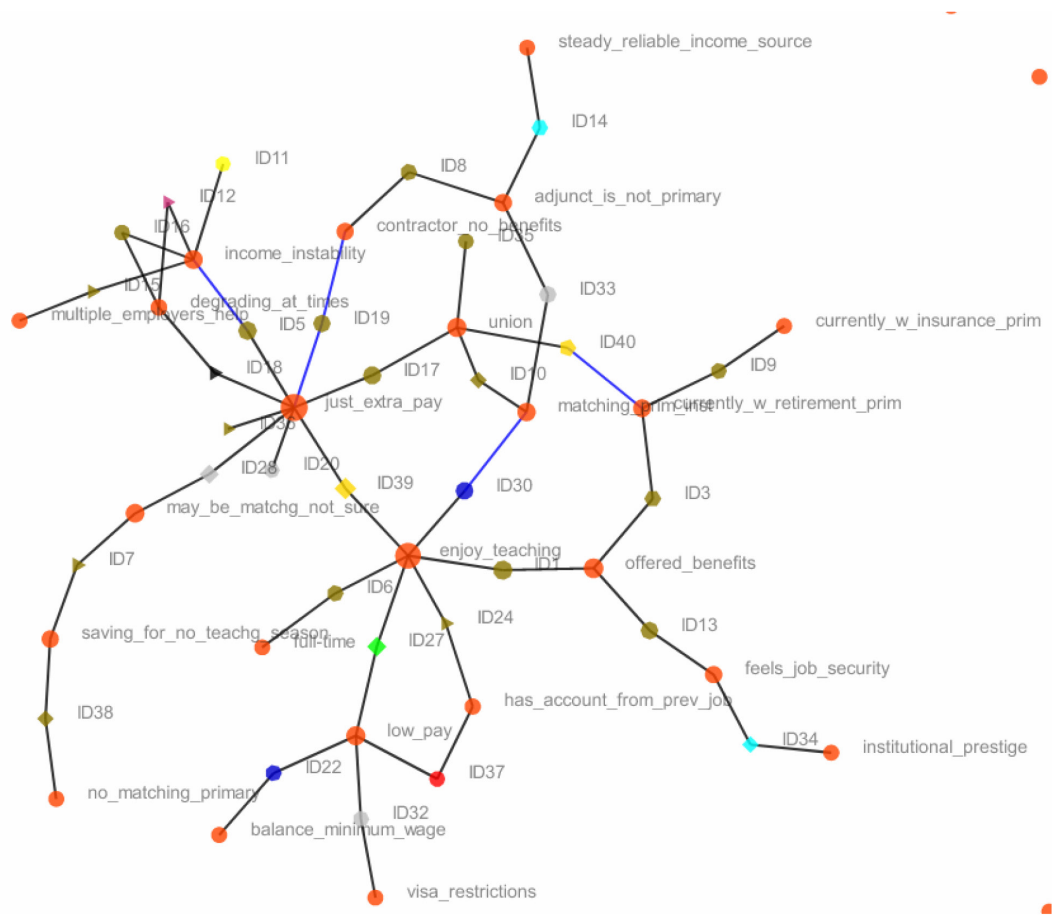 steady_reliable_income_source
ID14
ID11
ID8
ID12
adjunct_is_not_primary
contractor_no_benefits
ID16
ID35
income_instability
ID15
ID33
degrading_at_times
multiple_employers_help
ID5
ID19
union
currently_w_insurance_prim
ID40
ID17
ID18
ID10
ID9
just_extra_pay
matching_prim_inst
currently_w_retirement_prim
ID28
ID20
ID39
ID30
ID3
may_be_matchg_not_sure
enjoy_teaching
ID1
offered_benefits
ID7
ID6
ID24
ID13
saving_for_no_teachg_season
full-time
ID27
feels_job_security
has_account_from_prev_job
ID38
low_pay
ID34
institutional_prestige
ID22
ID37
no_matching_primary
ID32
balance_minimum_wage
visa_restrictions